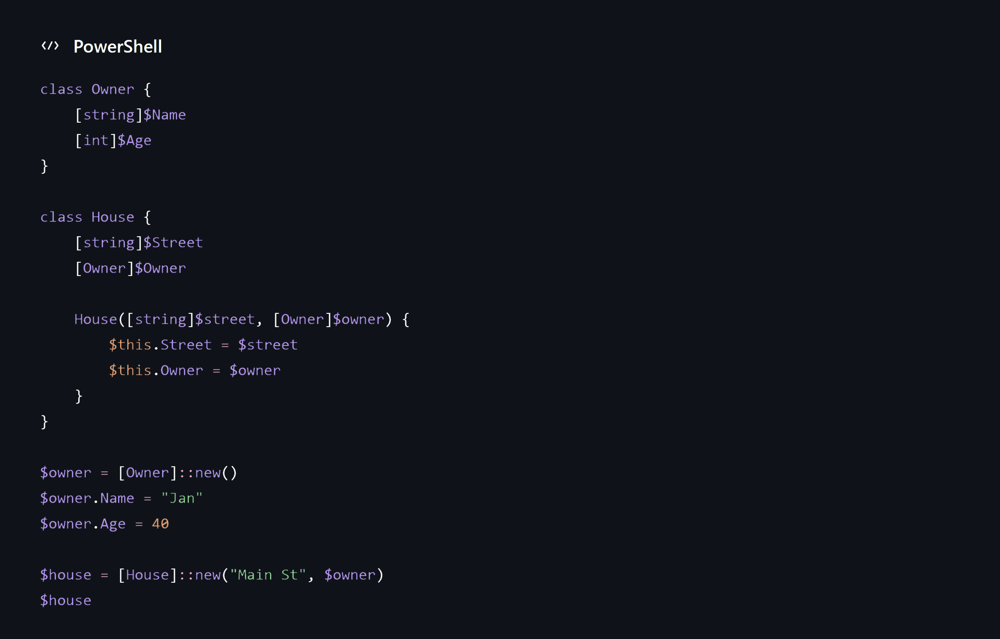 </> PowerShell
class Owner {
    [string]$Name
    [int]$Age
}

class House {
    [string]$Street
    [Owner]$Owner

    House([string]$street, [Owner]$owner) {
        $this.Street = $street
        $this.Owner = $owner
    }
}

$owner = [Owner]::new()
$owner.Name = "Jan"
$owner.Age = 40

$house = [House]::new("Main St", $owner)
$house